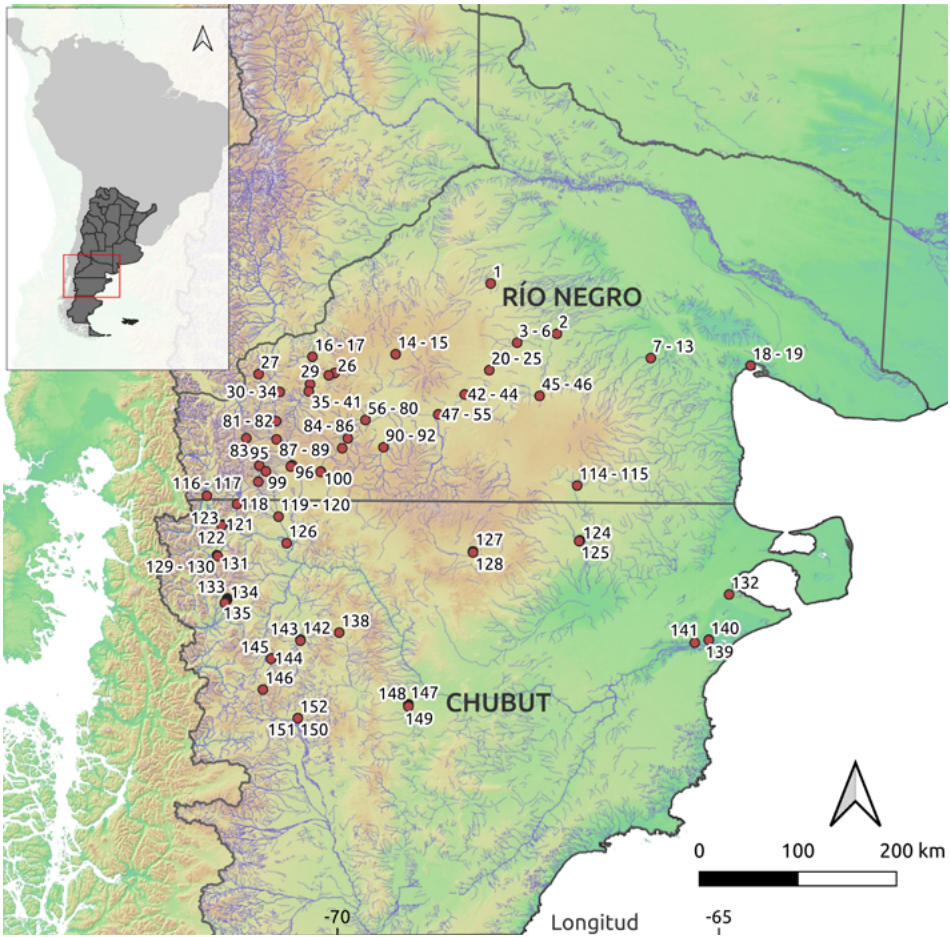 1
RÍO NEGRO
2
3 - 6
16 - 17
14 - 15
7 - 13
18 - 19
27
29
26
20 - 25
30 - 34
35 - 41
42 - 44
45 - 46
81 - 82
56 - 80
47 - 55
84 - 86
90 - 92
83
95
87 - 89
96
100
99
114 - 115
116 - 117
118
119 - 120
123
121
122
126
124
125
127
128
129 - 130
131
133
134
135
132
143
142
138
141
140
139
145
144
146
148
147
149
CHUBUT
152
151
150
0
100
200 km
-70
Longitud
-65